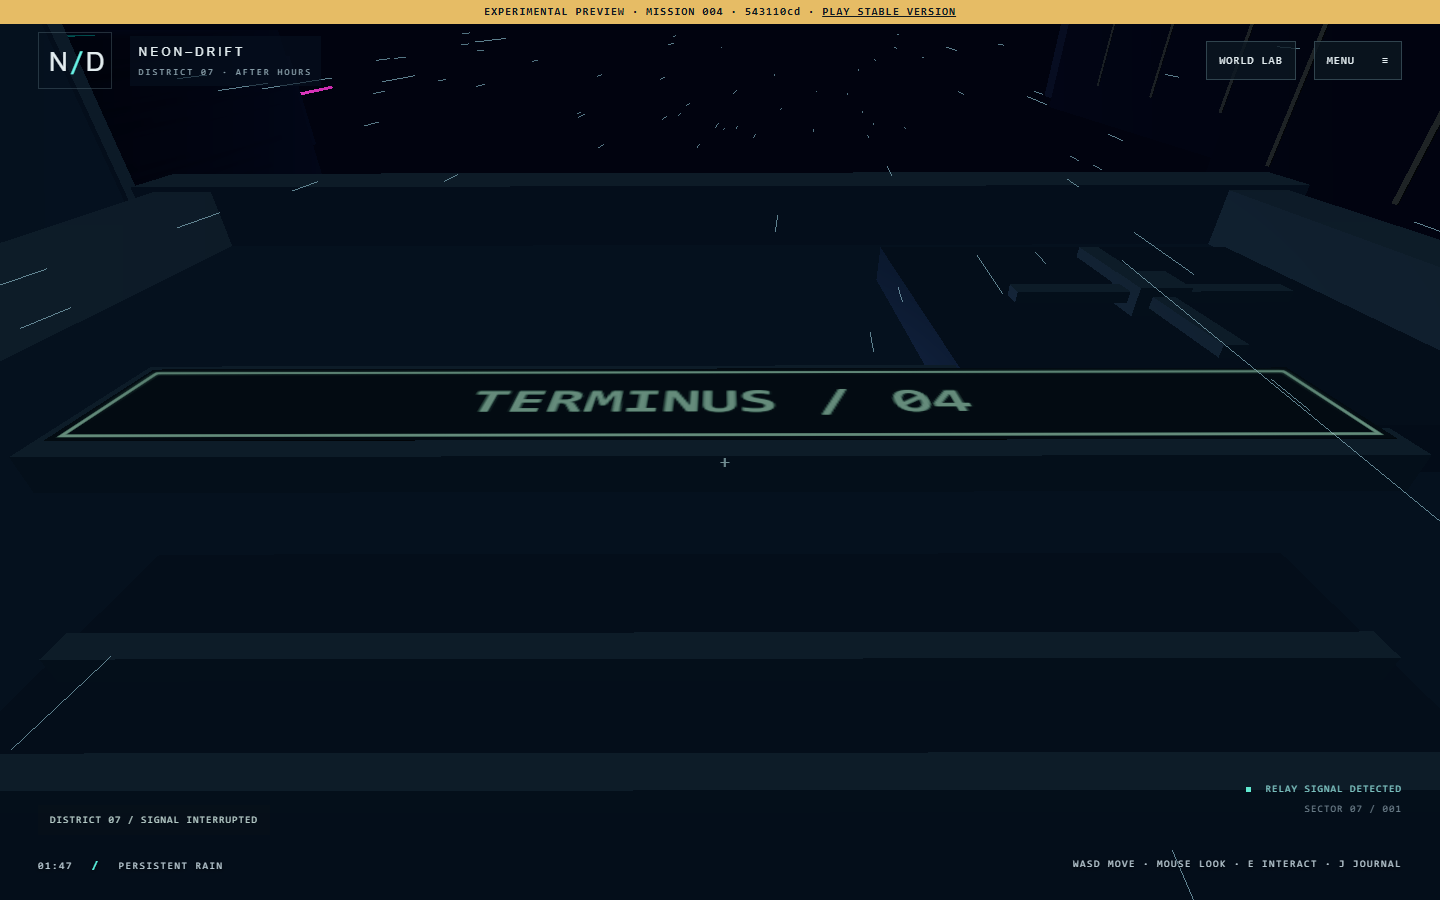 EXPERIMENTAL PREVIEW · MISSION 004 · 543110cd · PLAY STABLE VERSION
N/D
NEON—DRIFT
DISTRICT 07 · AFTER HOURS
WORLD LAB
MENU ≡
TERMINUS / 04
RELAY SIGNAL DETECTED
SECTOR 07 / 001
DISTRICT 07 / SIGNAL INTERRUPTED
01:47 / PERSISTENT RAIN
WASD MOVE · MOUSE LOOK · E INTERACT · J JOURNAL